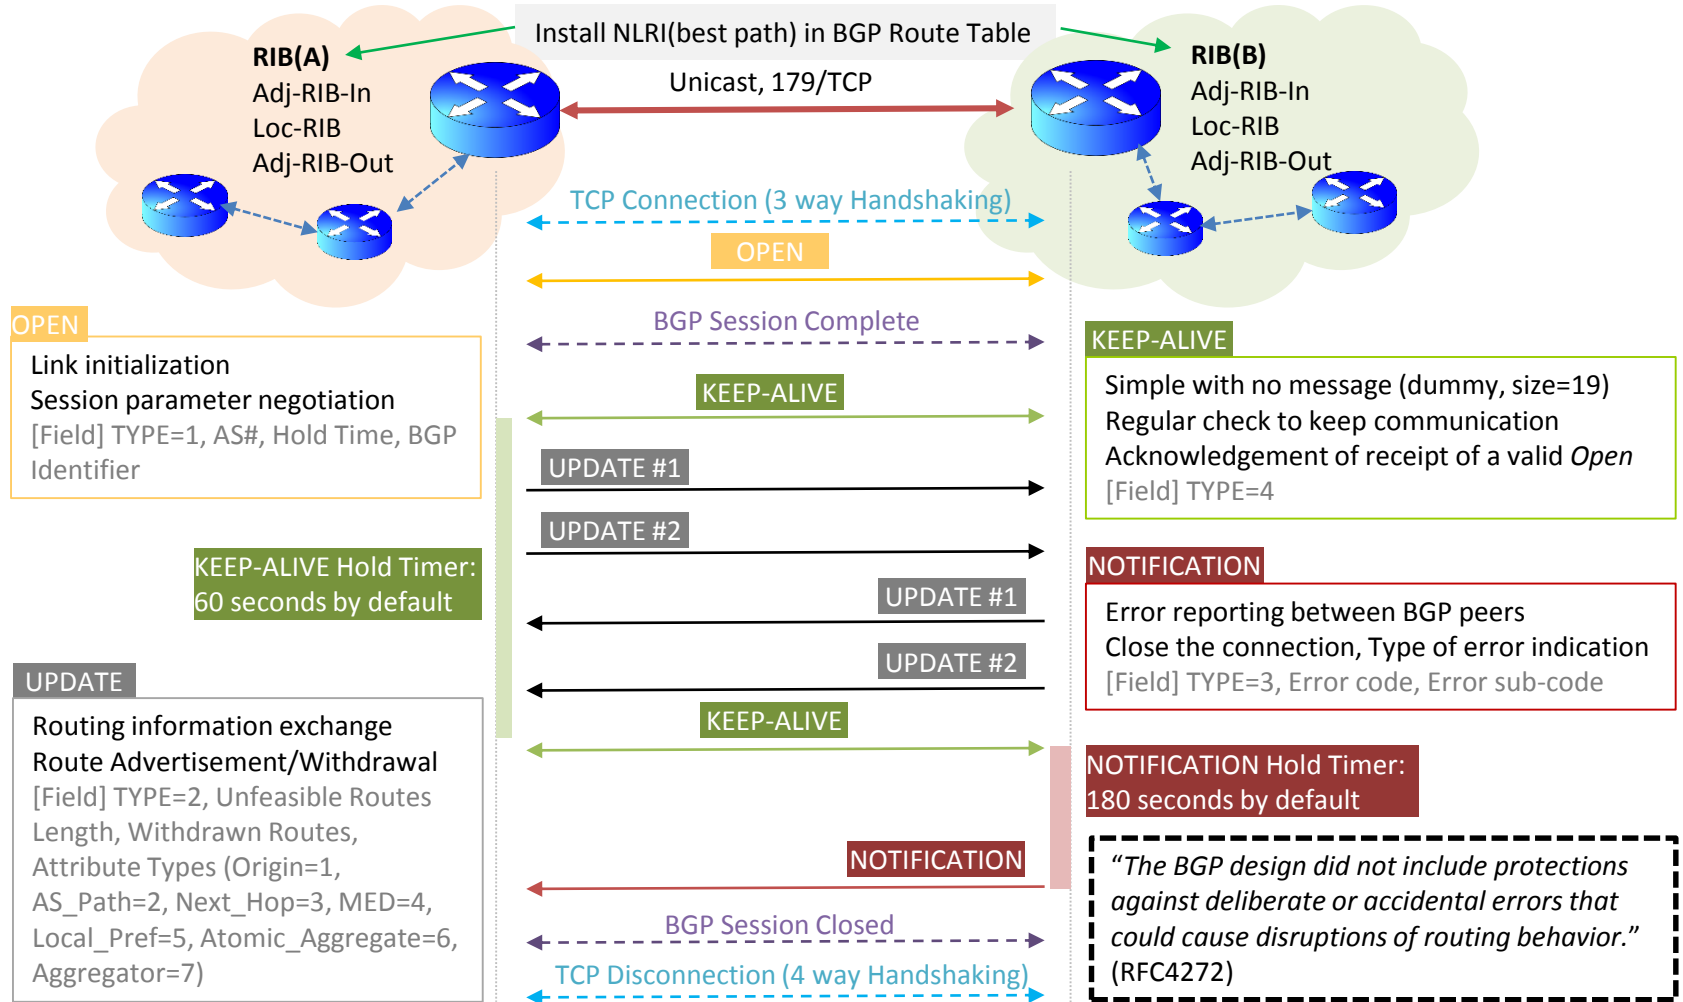 Install NLRI(best path) in BGP Route Table
RIB(A)
Adj-RIB-In
Loc-RIB
Adj-RIB-Out
Unicast, 179/TCP
RIB(B)
Adj-RIB-In
Loc-RIB
Adj-RIB-Out
TCP Connection (3 way Handshaking)
OPEN
BGP Session Complete
KEEP-ALIVE
UPDATE #1
UPDATE #2
UPDATE #1
UPDATE #2
KEEP-ALIVE
NOTIFICATION
BGP Session Closed
TCP Disconnection (4 way Handshaking)
OPEN
Link initialization
Session parameter negotiation
[Field] TYPE=1, AS#, Hold Time, BGP
Identifier
KEEP-ALIVE Hold Timer:
60 seconds by default
UPDATE
Routing information exchange
Route Advertisement/Withdrawal
[Field] TYPE=2, Unfeasible Routes
Length, Withdrawn Routes,
Attribute Types (Origin=1,
AS_Path=2, Next_Hop=3, MED=4,
Local_Pref=5, Atomic_Aggregate=6,
Aggregator=7)
KEEP-ALIVE
Simple with no message (dummy, size=19)
Regular check to keep communication
Acknowledgement of receipt of a valid Open
[Field] TYPE=4
NOTIFICATION
Error reporting between BGP peers
Close the connection, Type of error indication
[Field] TYPE=3, Error code, Error sub-code
NOTIFICATION Hold Timer:
180 seconds by default
“The BGP design did not include protections
against deliberate or accidental errors that
could cause disruptions of routing behavior.”
(RFC4272)